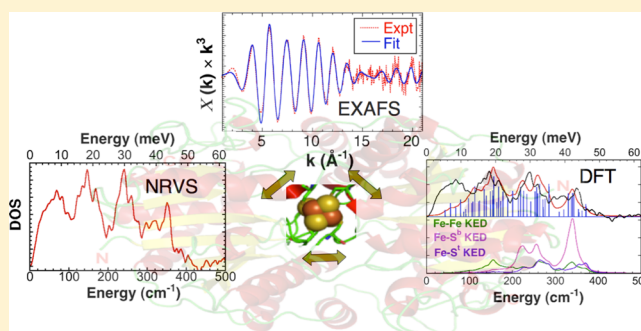 Expt
Fit
χ (k) × k³
EXAFS
5 10 15 20
k (Å⁻¹)
Energy (meV)
0 10 20 30 40 50 60
NRVS
DOS
0 100 200 300 400 500
Energy (cm⁻¹)
N
Energy (meV)
0 10 20 30 40 50 60
DFT
Fe-Fe KED
Fe-Sᵇ KED
Fe-Sᵗ KED
0 100 200 300 400 500
Energy (cm⁻¹)